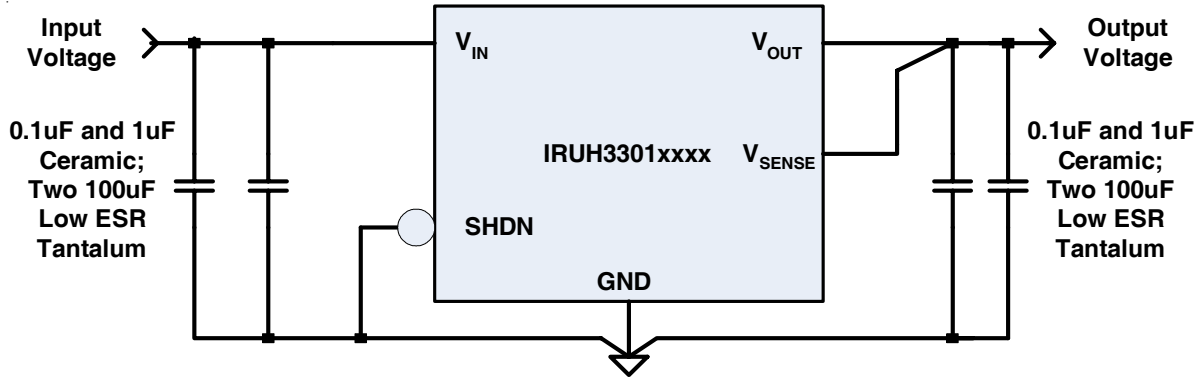 Input
Voltage
V_IN
V_OUT
Output
Voltage
0.1uF and 1uF
Ceramic;
Two 100uF
Low ESR
Tantalum
IRUH3301xxxx
V_SENSE
0.1uF and 1uF
Ceramic;
Two 100uF
Low ESR
Tantalum
SHDN
GND